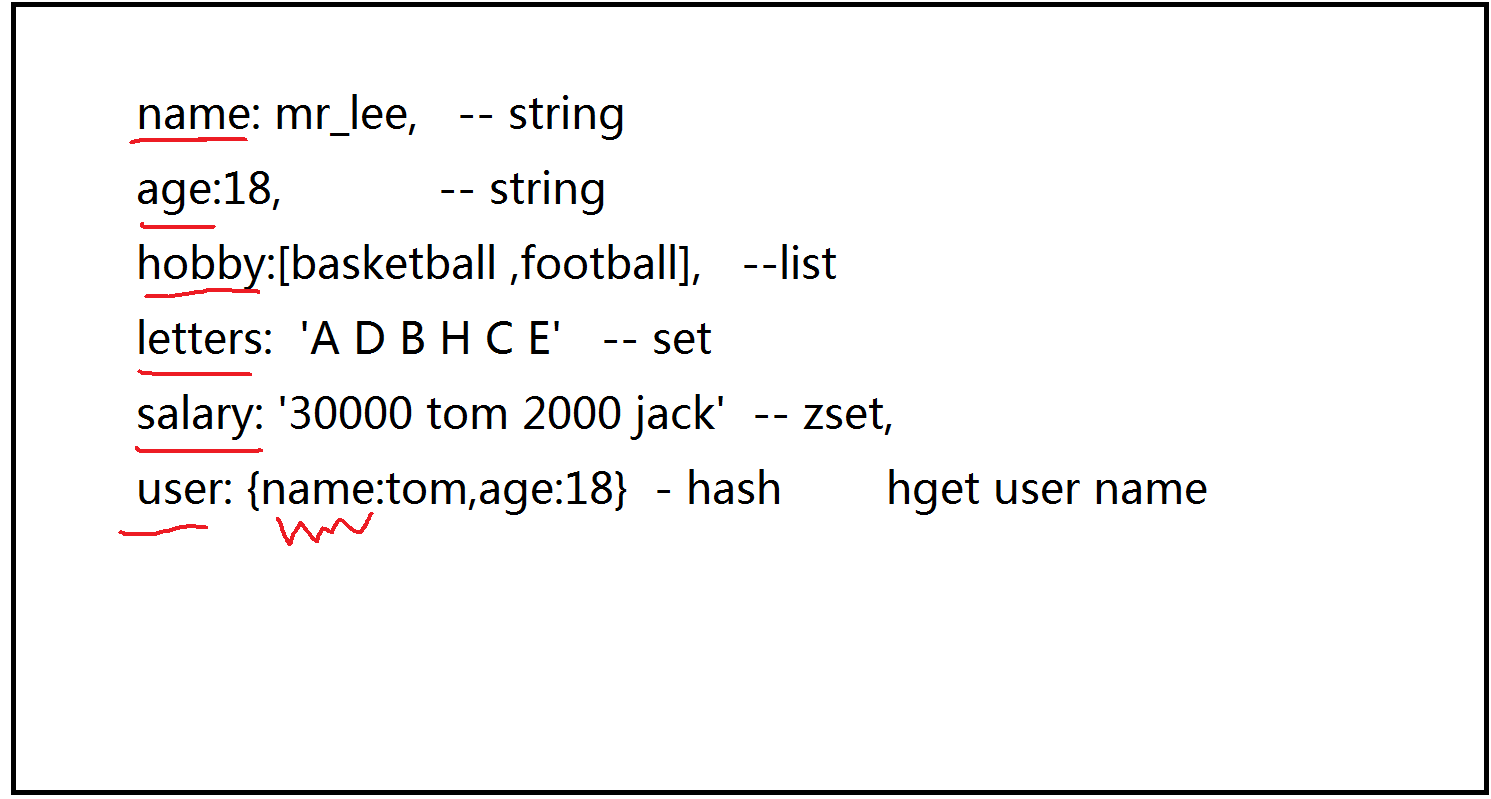 name: mr_lee,   -- string
age:18,   -- string
hobby:[basketball ,football],   --list
letters:  'A D B H C E'   -- set
salary: '30000 tom 2000 jack'  -- zset,
user: {name:tom,age:18}  - hash   hget user name